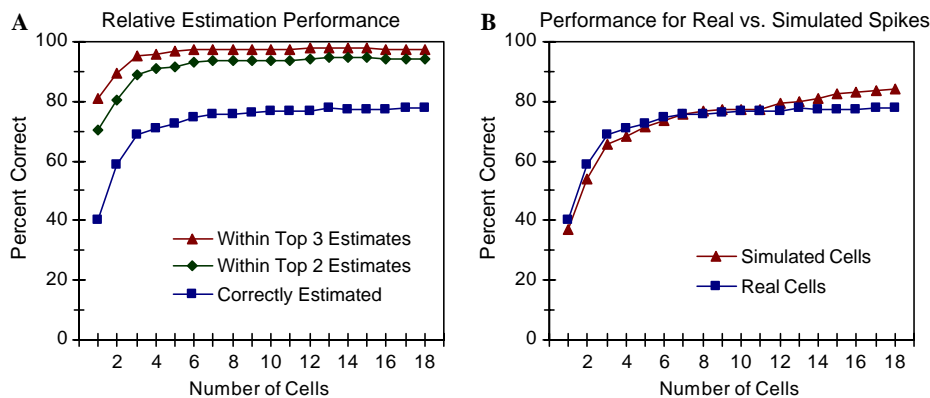 A
Relative Estimation Performance
100
80
60
40
20
0
Percent Correct
Within Top 3 Estimates
Within Top 2 Estimates
Correctly Estimated
2 4 6 8 10 12 14 16 18
Number of Cells
B
Performance for Real vs. Simulated Spikes
100
80
60
40
20
0
Percent Correct
Simulated Cells
Real Cells
2 4 6 8 10 12 14 16 18
Number of Cells